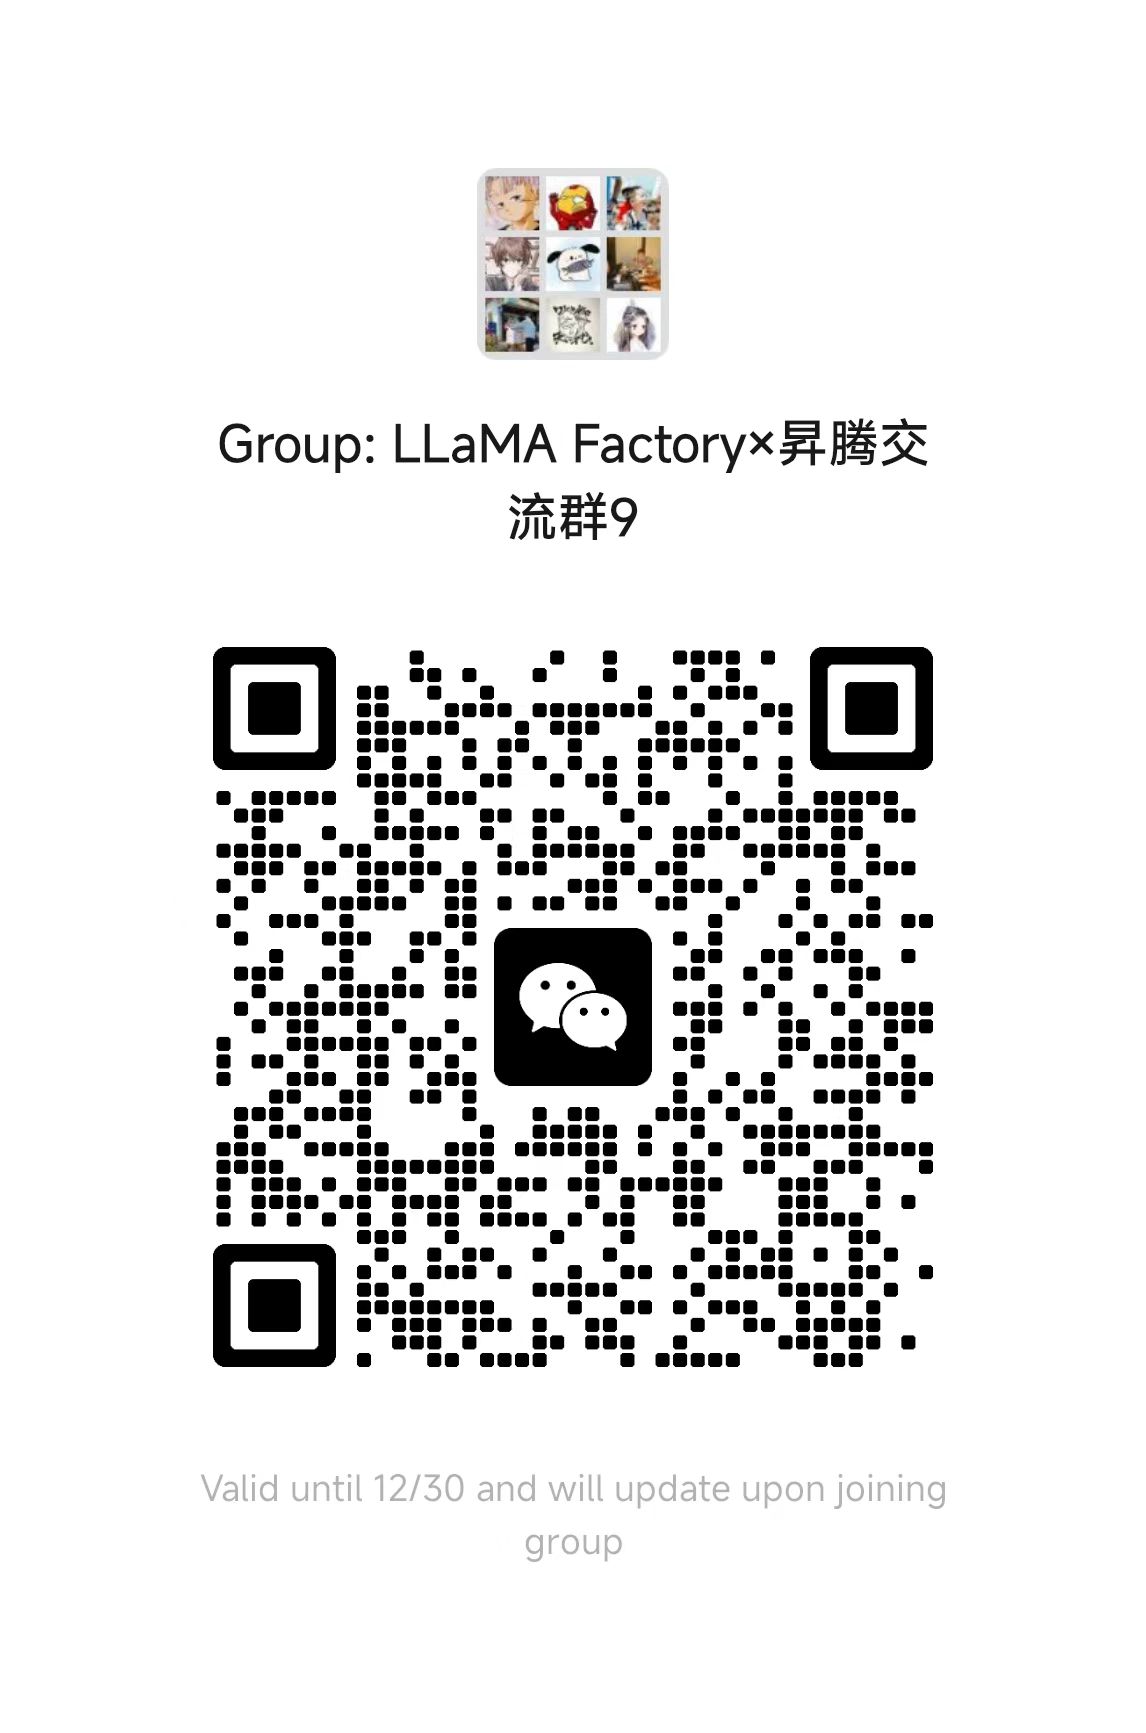 Group: LLaMA Factory×昇腾交
流群9
Valid until 12/30 and will update upon joining
group